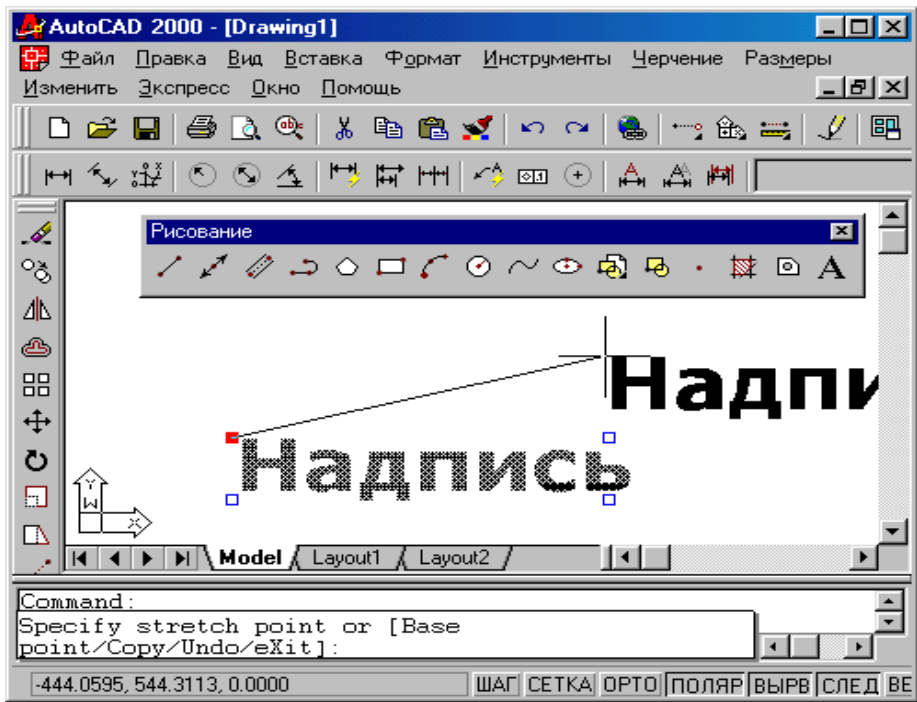 AutoCAD 2000 - [Drawing1]
Файл Правка Вид Вставка Формат Инструменты Черчение Размеры
Изменить Экспресс Окно Помощь
Рисование
A
Надпи
Надпись
Y
W
X
Model Layout1 Layout2
Command:
Specify stretch point or [Base
point/Copy/Undo/eXit]:
-444.0595, 544.3113, 0.0000 ШАГ СЕТКА ОРТО ПОЛЯР ВЫРВ СЛЕД ВЕ